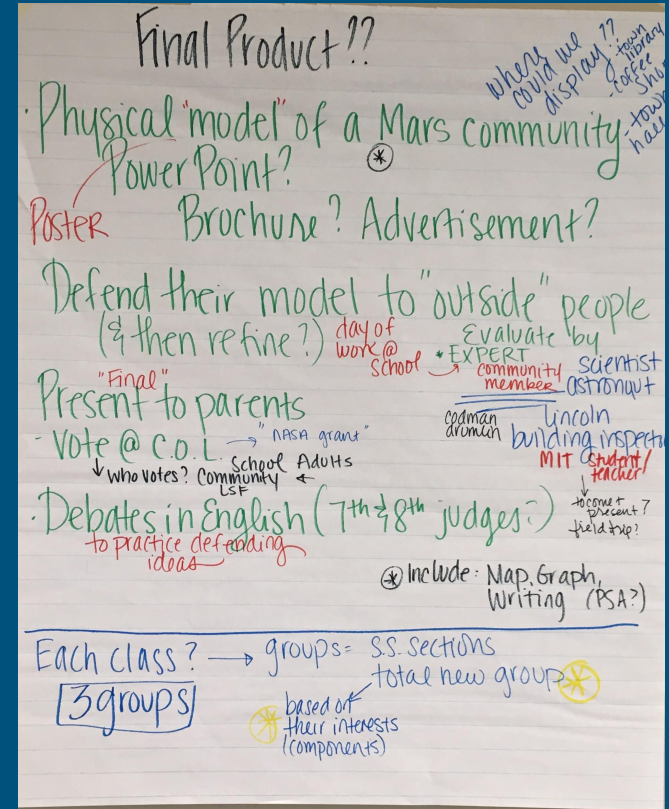 Final Product??
where
could we
display??
- town
library
- coffee
sho
- town
hall
· Physical "model" of a Mars community
PowerPoint?
*
Poster
Brochure? Advertisement?
Defend their model to "outside" people
(& then refine?)
day of
work @
school
Evaluate by
* EXPERT
community
member
scientist
astronaut
"Final"
Present to parents
codman
drumlin
Lincoln
building inspecto
- Vote @ C.O.L. → "NASA grant"
MIT student/
teacher
↓ who votes? Community ←
School Adults
LSF
↓
to come &
present?
field trip?
· Debates in English (7th & 8th judges?)
to practice defending
ideas
* Include: Map, Graph,
Writing (PSA?)
Each class? → groups = S.S. sections
total new group *
3 groups
* based off
their interests
(components)